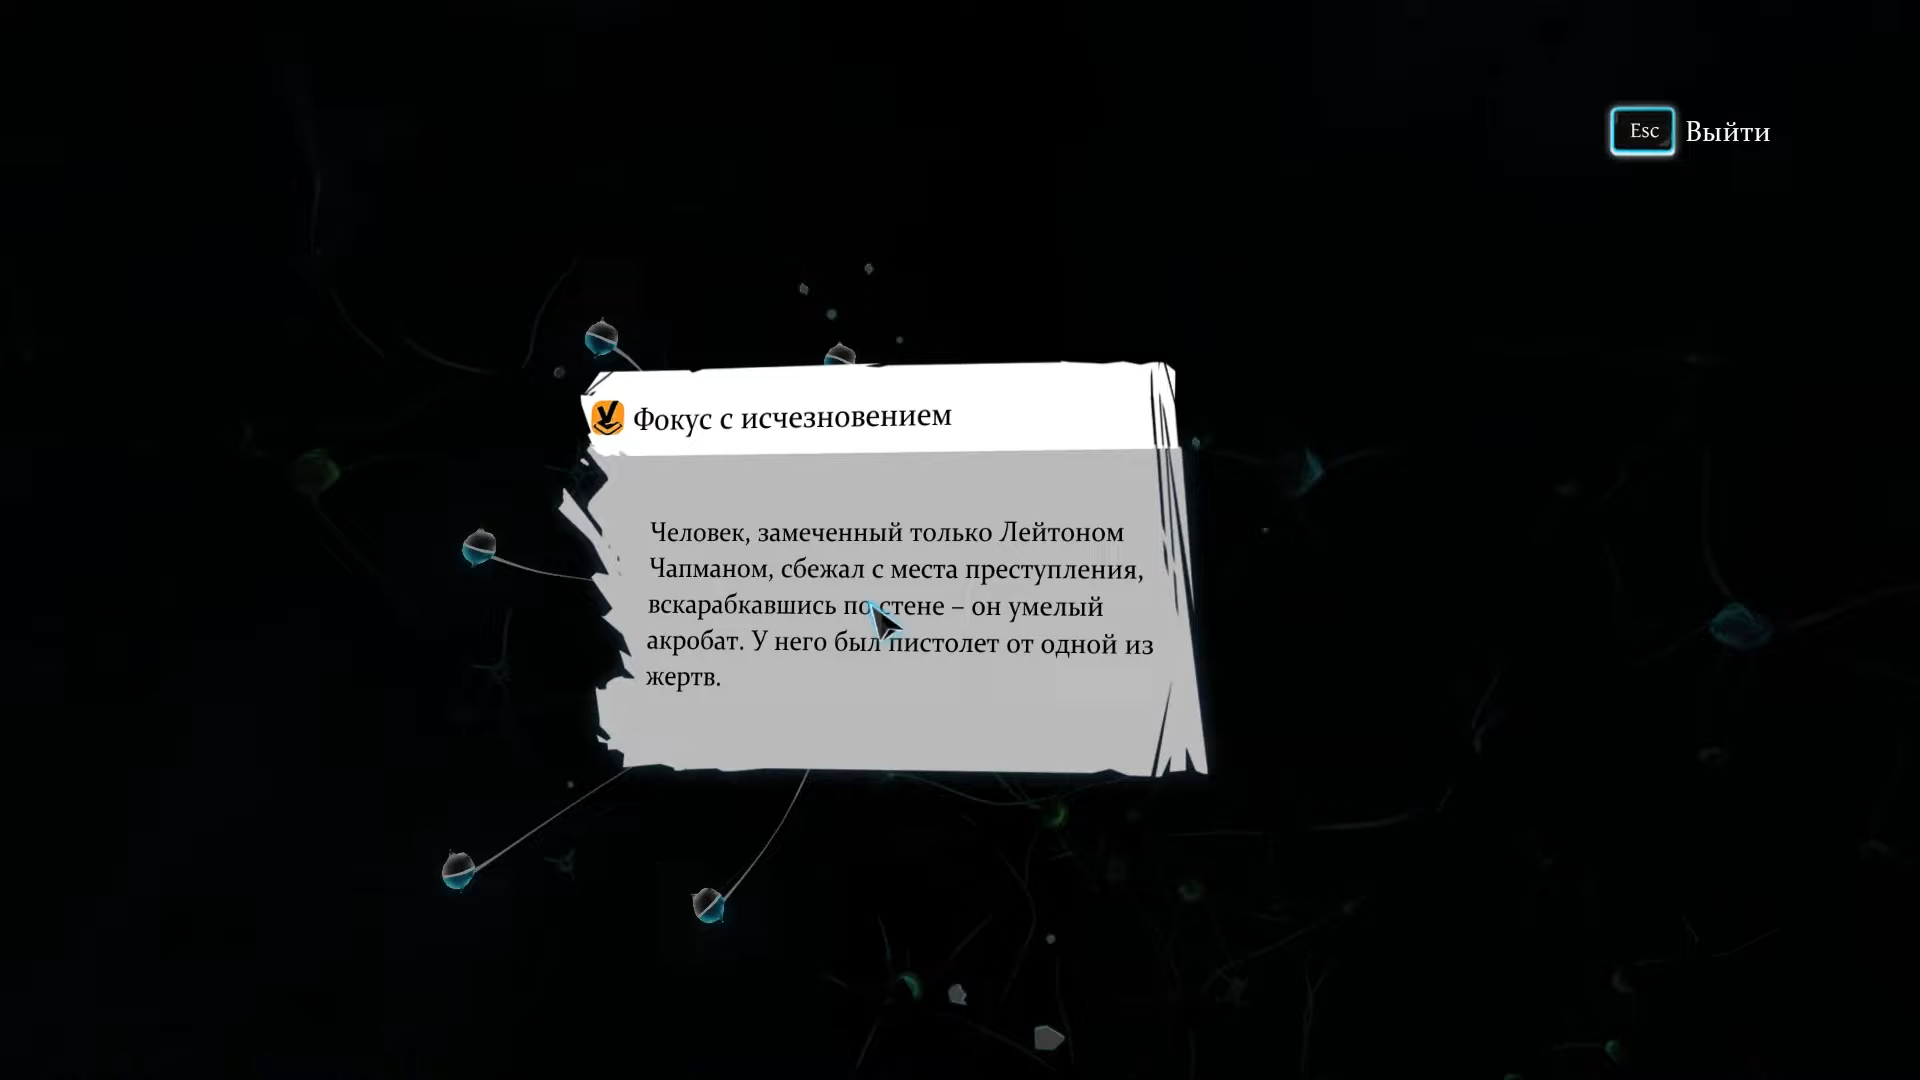 Esc Выйти
Фокус с исчезновением
Человек, замеченный только Лейтоном
Чапманом, сбежал с места преступления,
вскарабкавшись по стене – он умелый
акробат. У него был пистолет от одной из
жертв.